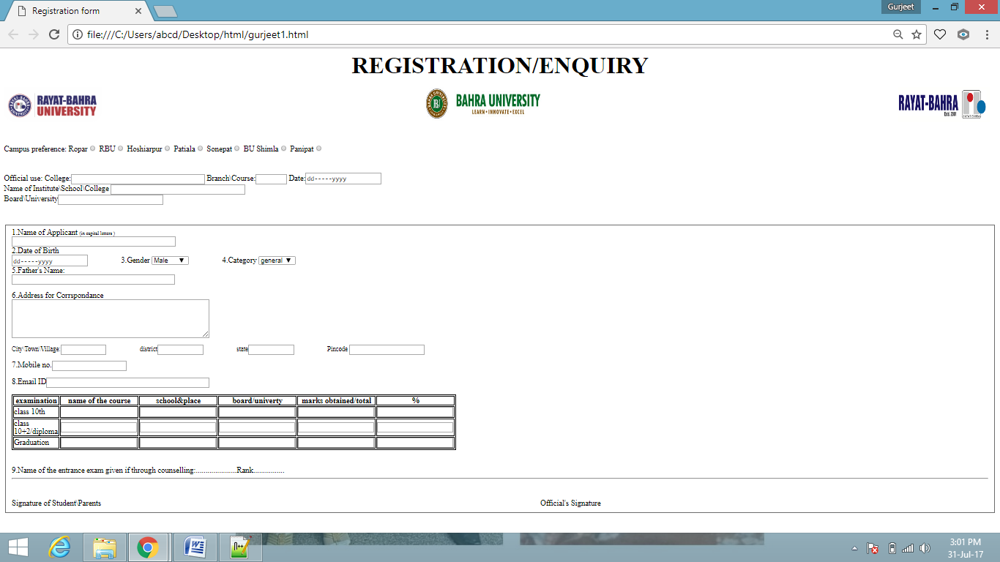 Registration form
Gurjeet
file:///C:/Users/abcd/Desktop/html/gurjeet1.html
REGISTRATION/ENQUIRY
RAYAT-BAHRA UNIVERSITY
BAHRA UNIVERSITY
LEARN • INNOVATE • EXCEL
RAYAT-BAHRA
Estd. 2001
RAYAT-BAHRA
Campus preference: Ropar RBU Hoshiarpur Patiala Sonepat BU Shimla Panipat
Official use: College: Branch\Course: Date: dd-----yyyy
Name of Institute\School\College
Board\University
1.Name of Applicant (in capital letters )
2.Date of Birth
dd-----yyyy 3.Gender Male 4.Category general
5.Father's Name:
6.Address for Corrspondance
City\Town\Village: district state Pincode
7.Mobile no.
8.Email ID
examination name of the course school&place board/univerty marks obtained/total %
class 10th
class
10+2/diploma
Graduation
9.Name of the entrance exam given if through counselling:.....................Rank................
Signature of Student\Parents Official's Signature
3:01 PM
31-Jul-17